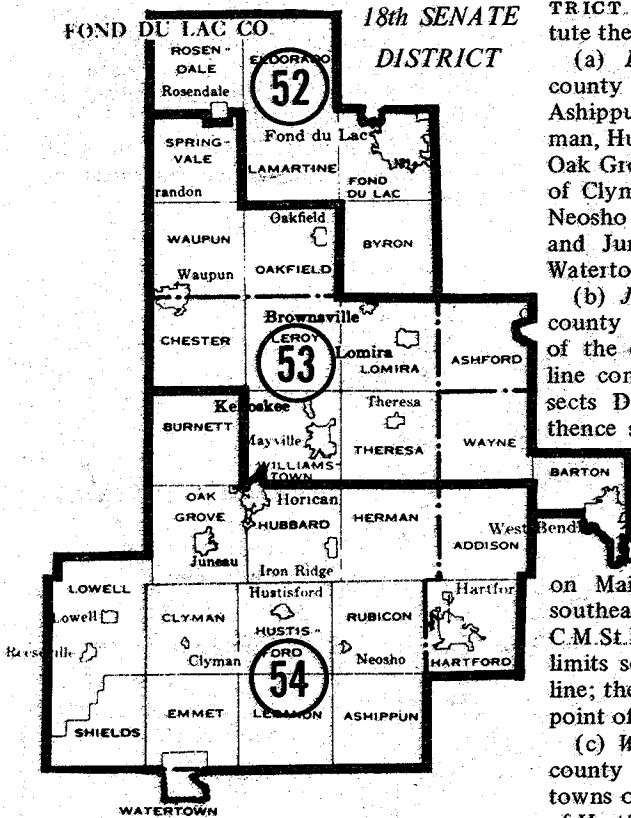 FOND DU LAC CO
18th SENATE
DISTRICT
ROSEN-
DALE
Rosendale
ELDORADO
52
SPRING-
VALE
Fond du Lac
LAMARTINE
FOND
DU LAC
randon
Oakfield
WAUPUN
BYRON
OAKFIELD
Waupun
Brownsville
CHESTER
LEROY
Lomira
LOMIRA
ASHFORD
53
Theresa
BURNETT
Mayville
THERESA
WAYNE
WILLIAMS-
TOWN
BARTON
OAK
GROVE
Horican
HUBBARD
HERMAN
West Bend
ADDISON
Juneau
Iron Ridge
LOWELL
Hustisford
Hartfor
Lowell
CLYMAN
HUSTIS-
FORD
RUBICON
Reeseville
Clyman
Neosho
HARTFORD
54
SHIELDS
EMMET
LEBANON
ASHIPPUN
WATERTOWN
TRICT
tute the
(a)
county
Ashippu
man, Hu
Oak Gro
of Clym
Neosho
and Jun
Waterto
(b) J
county
of the
line con
sects D
thence s
on Mai
southea
C.M.St.
limits so
line; the
point of
(c) W
county
towns o